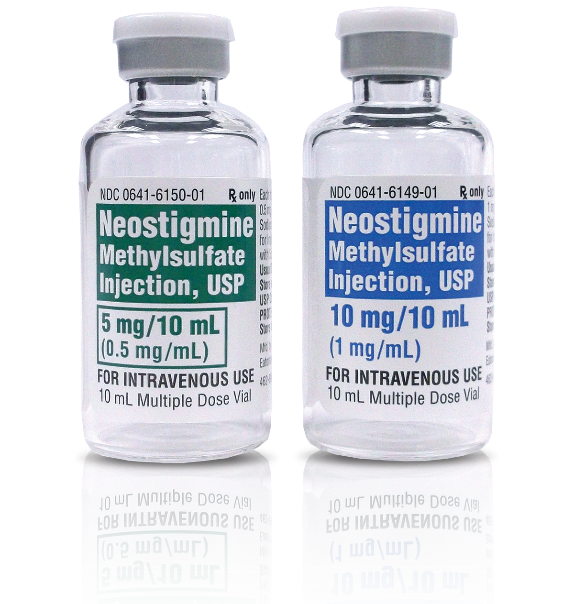 NDC 0641-6150-01 Rx only
Neostigmine
Methylsulfate
Injection, USP
5 mg/10 mL
(0.5 mg/mL)
FOR INTRAVENOUS USE
10 mL Multiple Dose Vial
NDC 0641-6149-01 Rx only
Neostigmine
Methylsulfate
Injection, USP
10 mg/10 mL
(1 mg/mL)
FOR INTRAVENOUS USE
10 mL Multiple Dose Vial